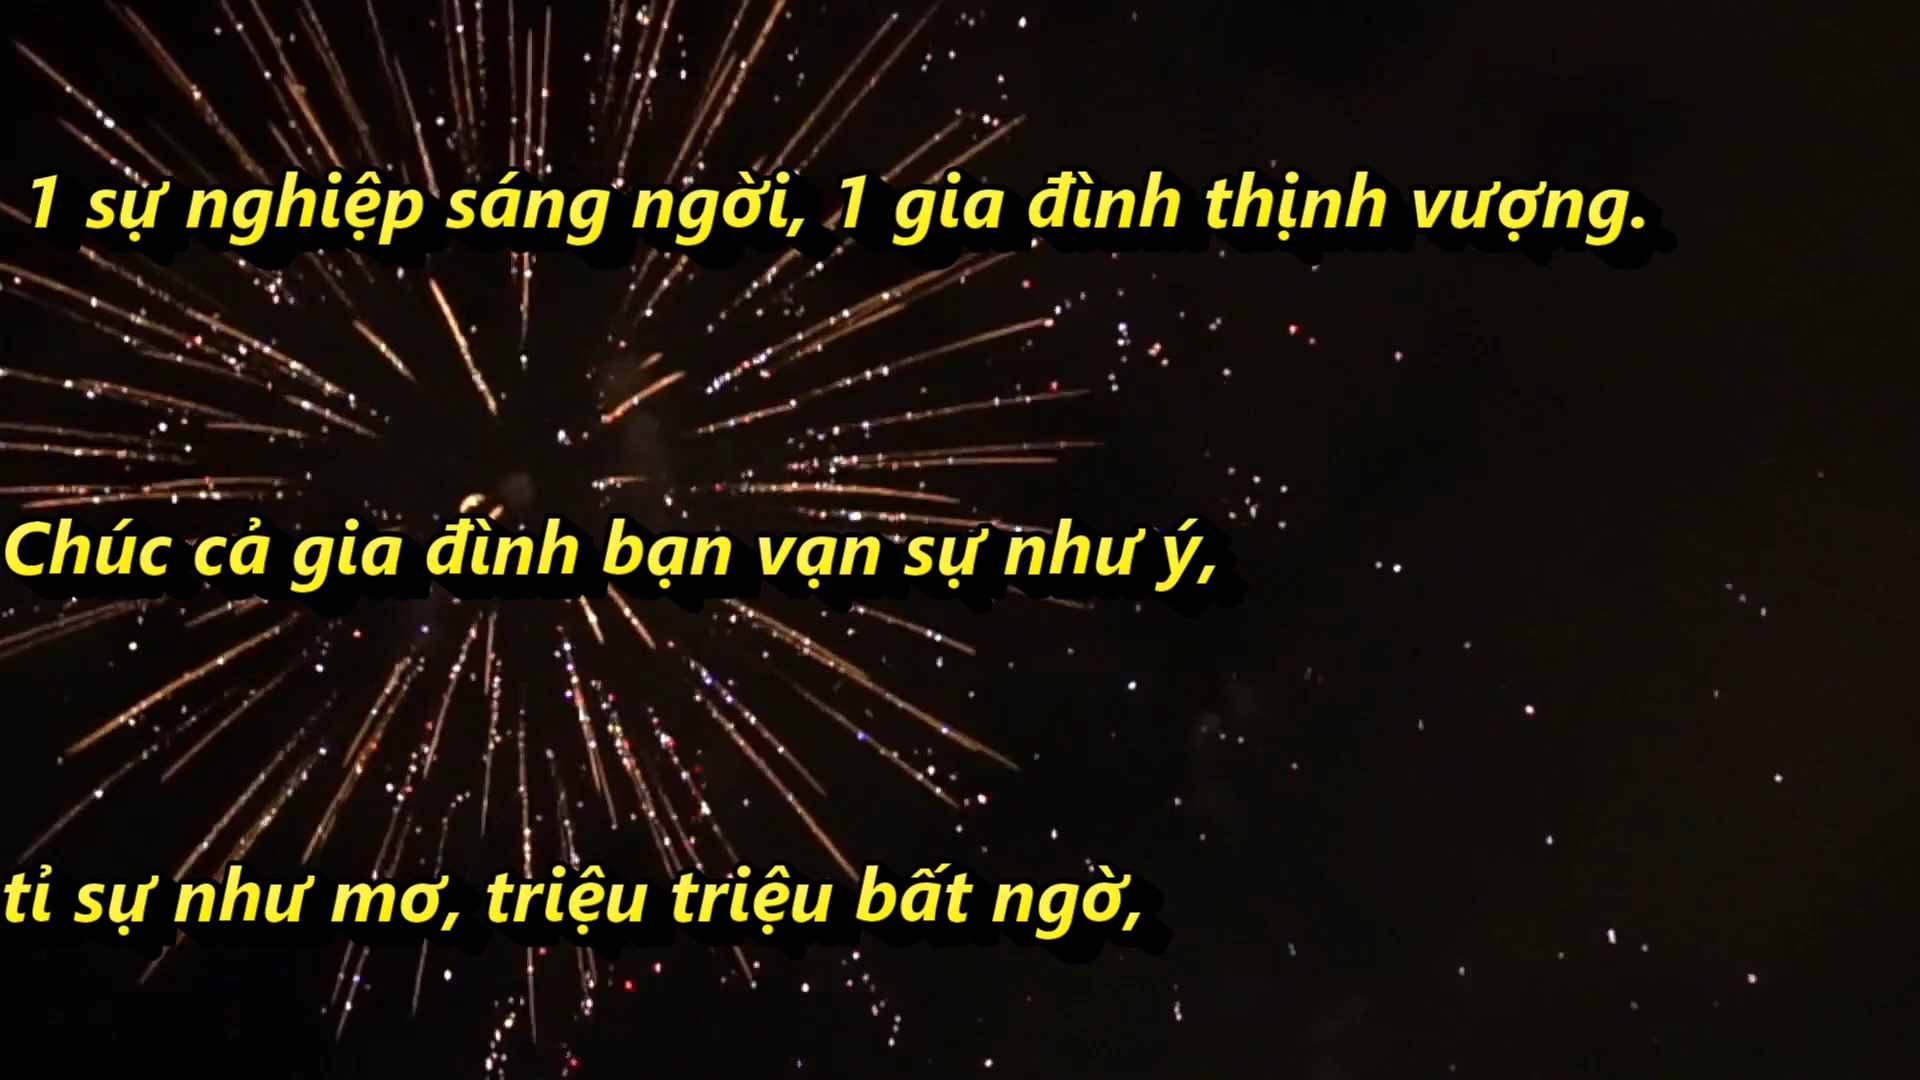 1 sự nghiệp sáng ngời, 1 gia đình thịnh vượng.
Chúc cả gia đình bạn vạn sự như ý,
tỉ sự như mơ, triệu triệu bất ngờ,